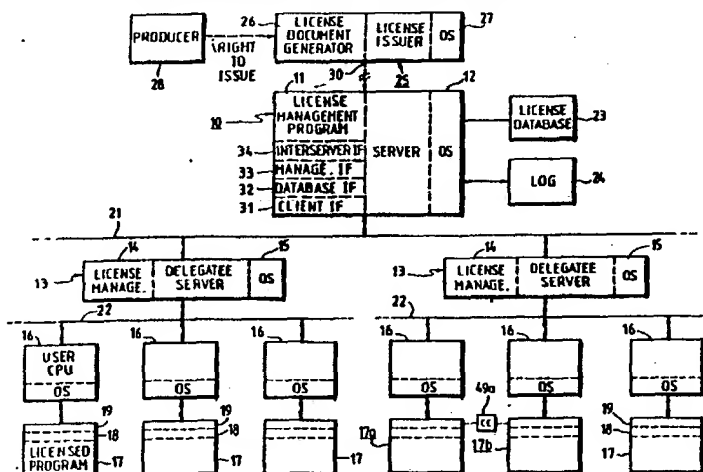 26 LICENSE DOCUMENT GENERATOR LICENSE ISSUER OS 27
PRODUCER 28
RIGHT TO ISSUE
30 25
10 11 LICENSE MANAGEMENT PROGRAM SERVER OS 12
34 INTERSERVER IF
33 MANAGE. IF
32 DATABASE IF
31 CLIENT IF
LICENSE DATABASE 23
LOG 24
21
13 14 LICENSE MANAGE. DELEGATEE SERVER OS 15
13 14 LICENSE MANAGE. DELEGATEE SERVER OS 15
22 22
16 USER CPU OS
16 OS
16 OS
16 OS
16 OS
16 OS
49a CC
19 18 LICENSED PROGRAM 17
19 18 17
17
17a
17b
19 18 17